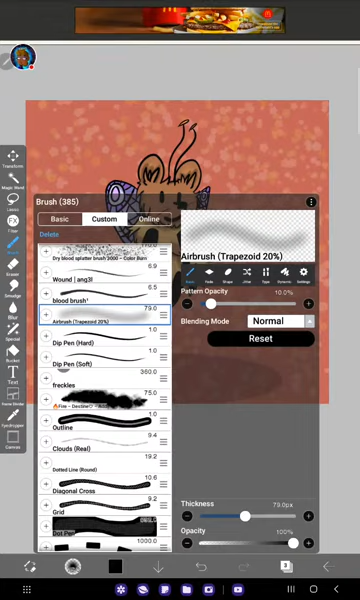 Transform
Magic Wand
Lasso
FX
Filter
Brush
Eraser
Smudge
Blur
Special
Bucket
T
Text
Frame Divider
Eyedropper
Canvas
Brush (385)
Basic
Custom
Online
Delete
Dry blood splatter brush 3000 - Color Burn
6.9
Wound | ang3l
6.5
blood brush¹
79.0
Airbrush (Trapezoid 20%)
1.0
Dip Pen (Hard)
1.0
Dip Pen (Soft)
360.0
freckles
75.0
1.0
Outline
9.4
Clouds (Real)
19.2
Dotted Line (Round)
10.6
Diagonal Cross
9.2
Grid
Dot Pen
1000.0
Airbrush (Trapezoid 20%)
Basic
Fade
Shape
Jitter
Type
Dynamic
Settings
Pattern Opacity
10.0%
Blending Mode
Normal
Reset
Thickness
79.0px
Opacity
100%
3